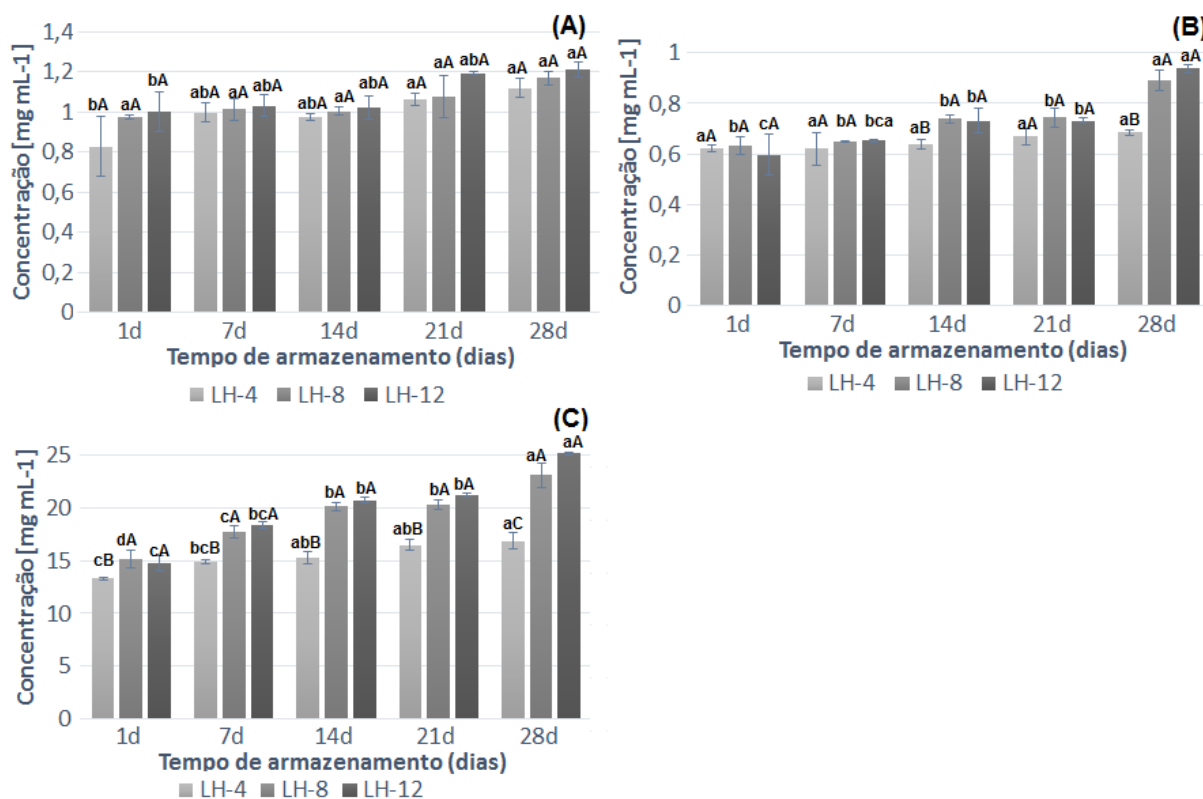 (A)
Concentração [mg mL-1]
1,4
1,2
1
0,8
0,6
0,4
0,2
0
bA aA bA
abA aA abA
abA aA abA
aA aA abA
aA aA aA
1d 7d 14d 21d 28d
Tempo de armazenamento (dias)
LH-4 LH-8 LH-12
(B)
Concentração [mg mL-1]
1
0,8
0,6
0,4
0,2
0
aA bA cA
aA bA bca
aB bA bA
aA bA bA
aB aA aA
1d 7d 14d 21d 28d
Tempo de armazenamento (dias)
LH-4 LH-8 LH-12
(C)
Concentração [mg mL-1]
25
20
15
10
5
0
cB dA cA
bcB cA bcA
abB bA bA
abB bA bA
aC aA aA
1d 7d 14d 21d 28d
Tempo de armazenamento (dias)
LH-4 LH-8 LH-12